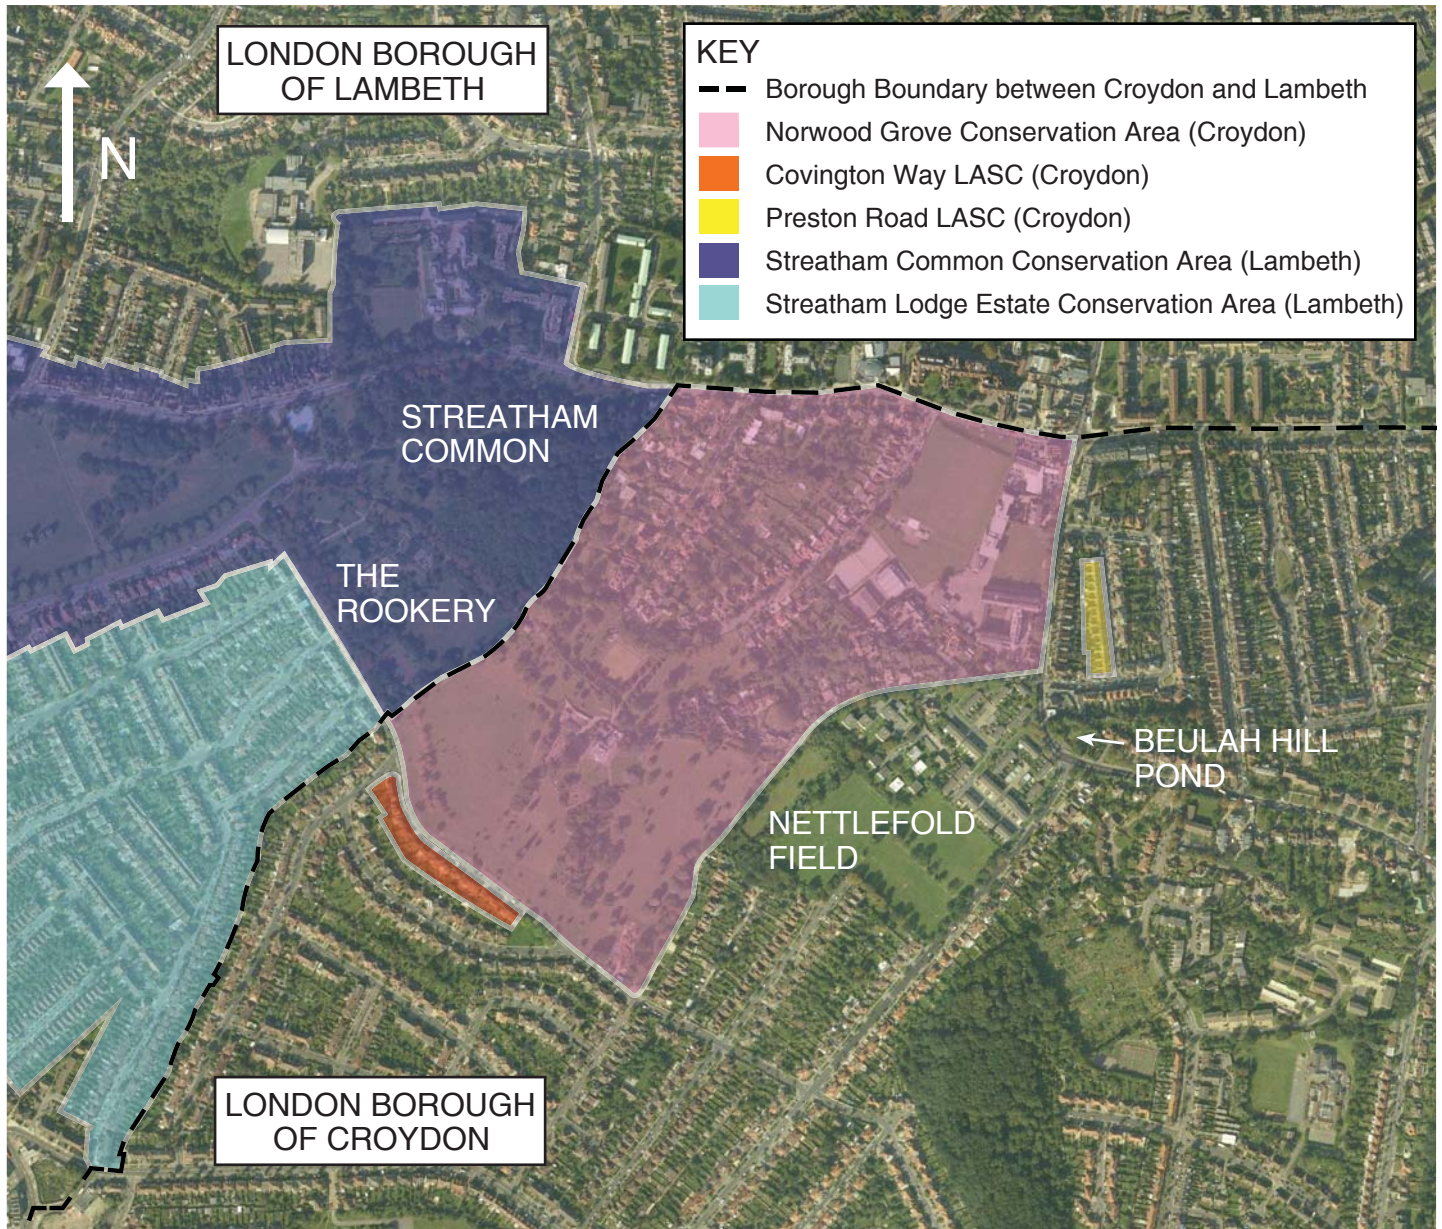 LONDON BOROUGH
OF LAMBETH
N
KEY
Borough Boundary between Croydon and Lambeth
Norwood Grove Conservation Area (Croydon)
Covington Way LASC (Croydon)
Preston Road LASC (Croydon)
Streatham Common Conservation Area (Lambeth)
Streatham Lodge Estate Conservation Area (Lambeth)
STREATHAM
COMMON
THE
ROOKERY
BEULAH HILL
POND
NETTLEFOLD
FIELD
LONDON BOROUGH
OF CROYDON